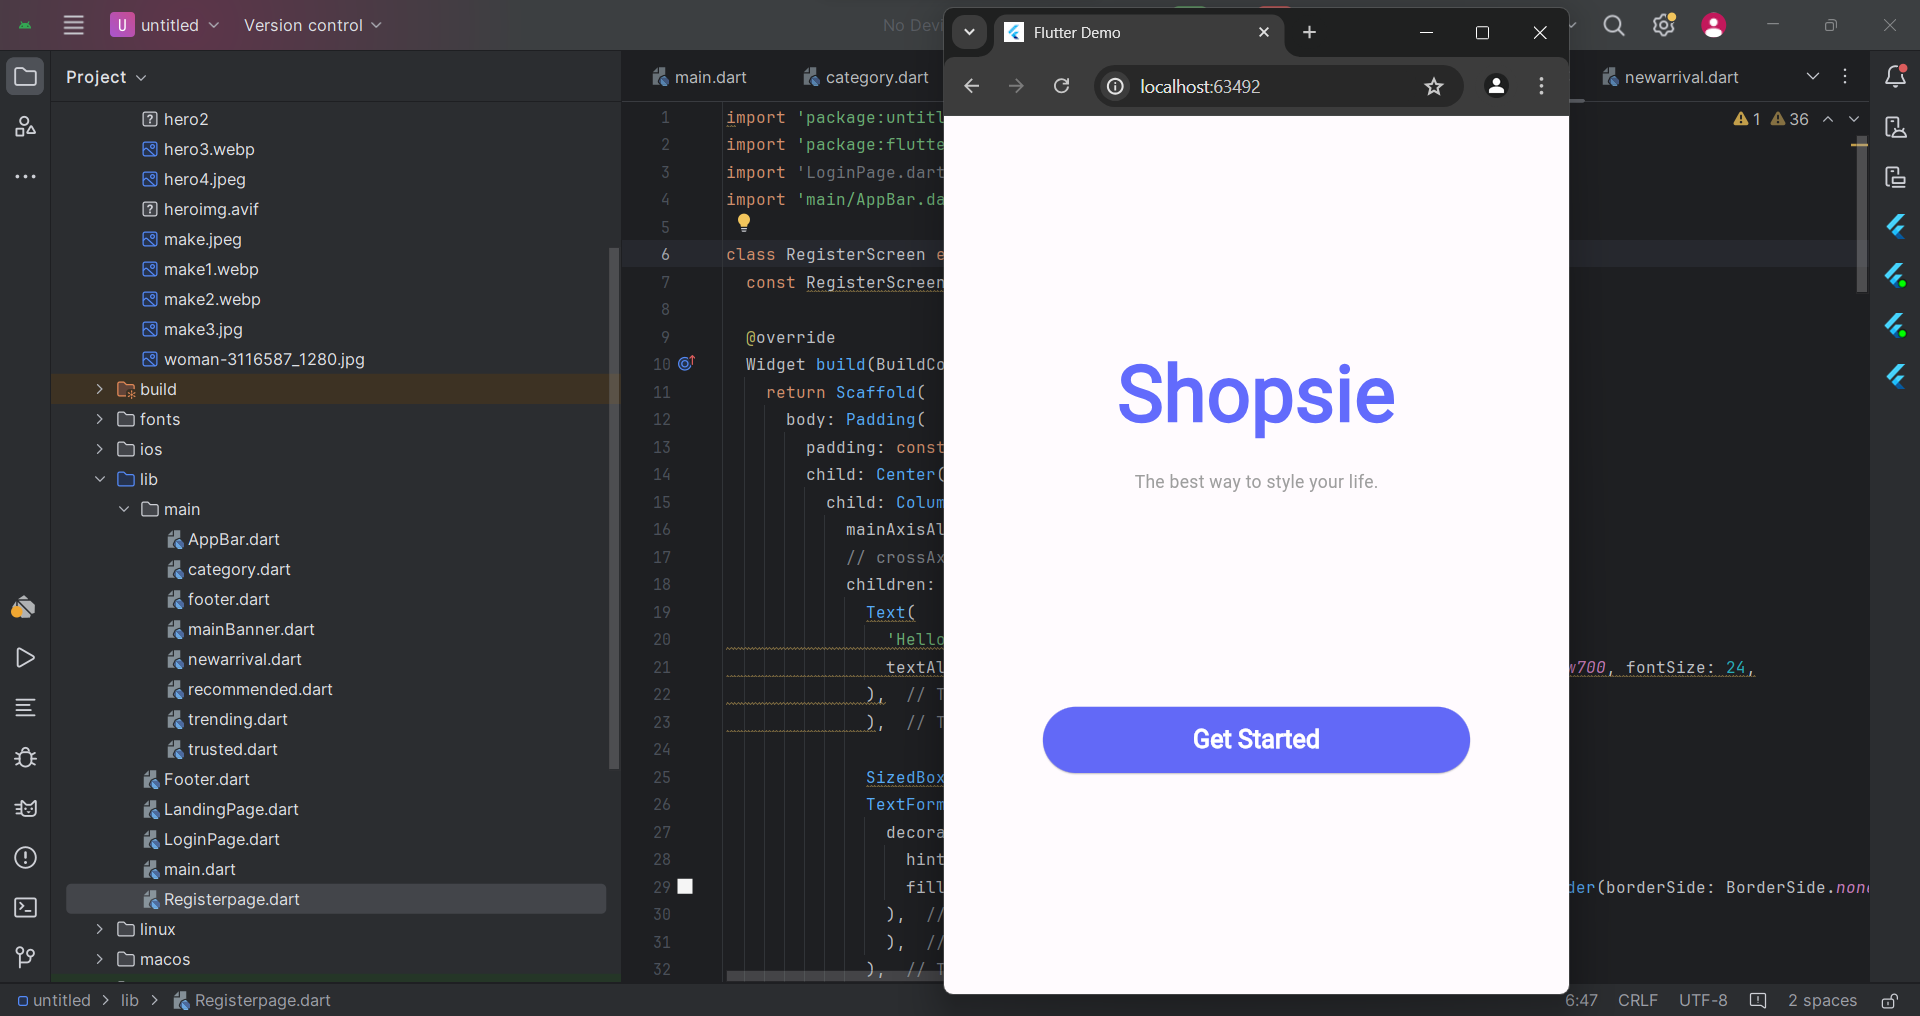 U untitled Version control
No Devi
Flutter Demo
localhost:63492
Project
main.dart
category.dart
newarrival.dart
1 36
hero2
hero3.webp
hero4.jpeg
heroimg.avif
make.jpeg
make1.webp
make2.webp
make3.jpg
woman-3116587_1280.jpg
build
fonts
ios
lib
main
AppBar.dart
category.dart
footer.dart
mainBanner.dart
newarrival.dart
recommended.dart
trending.dart
trusted.dart
Footer.dart
LandingPage.dart
LoginPage.dart
main.dart
Registerpage.dart
linux
macos
1 import 'package:untitl
2 import 'package:flutte
3 import 'LoginPage.dart
4 import 'main/AppBar.da
5
6 class RegisterScreen e
7 const RegisterScreen
8
9 @override
10 Widget build(BuildCo
11 return Scaffold(
12 body: Padding(
13 padding: const
14 child: Center(
15 child: Colum
16 mainAxisAl
17 // crossAx
18 children:
19 Text(
20 'Hello
21 textAl w700, fontSize: 24,
22 ), // T
23 ), // T
24
25 SizedBox
26 TextForm
27 decora
28 hint
29 fill der(borderSide: BorderSide.none
30 ), //
31 ), //
32 ), // T
Shopsie
The best way to style your life.
Get Started
untitled > lib > Registerpage.dart
6:47 CRLF UTF-8 2 spaces